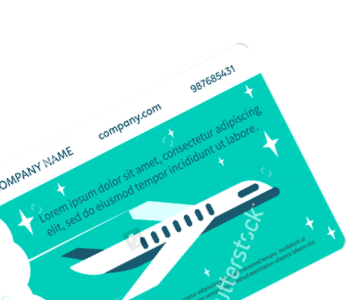 OMPANY NAME company.com 987685431
Lorem ipsum dolor sit amet, consectetur adipiscing
elit, sed do eiusmod tempor incididunt ut labore.
tterstock